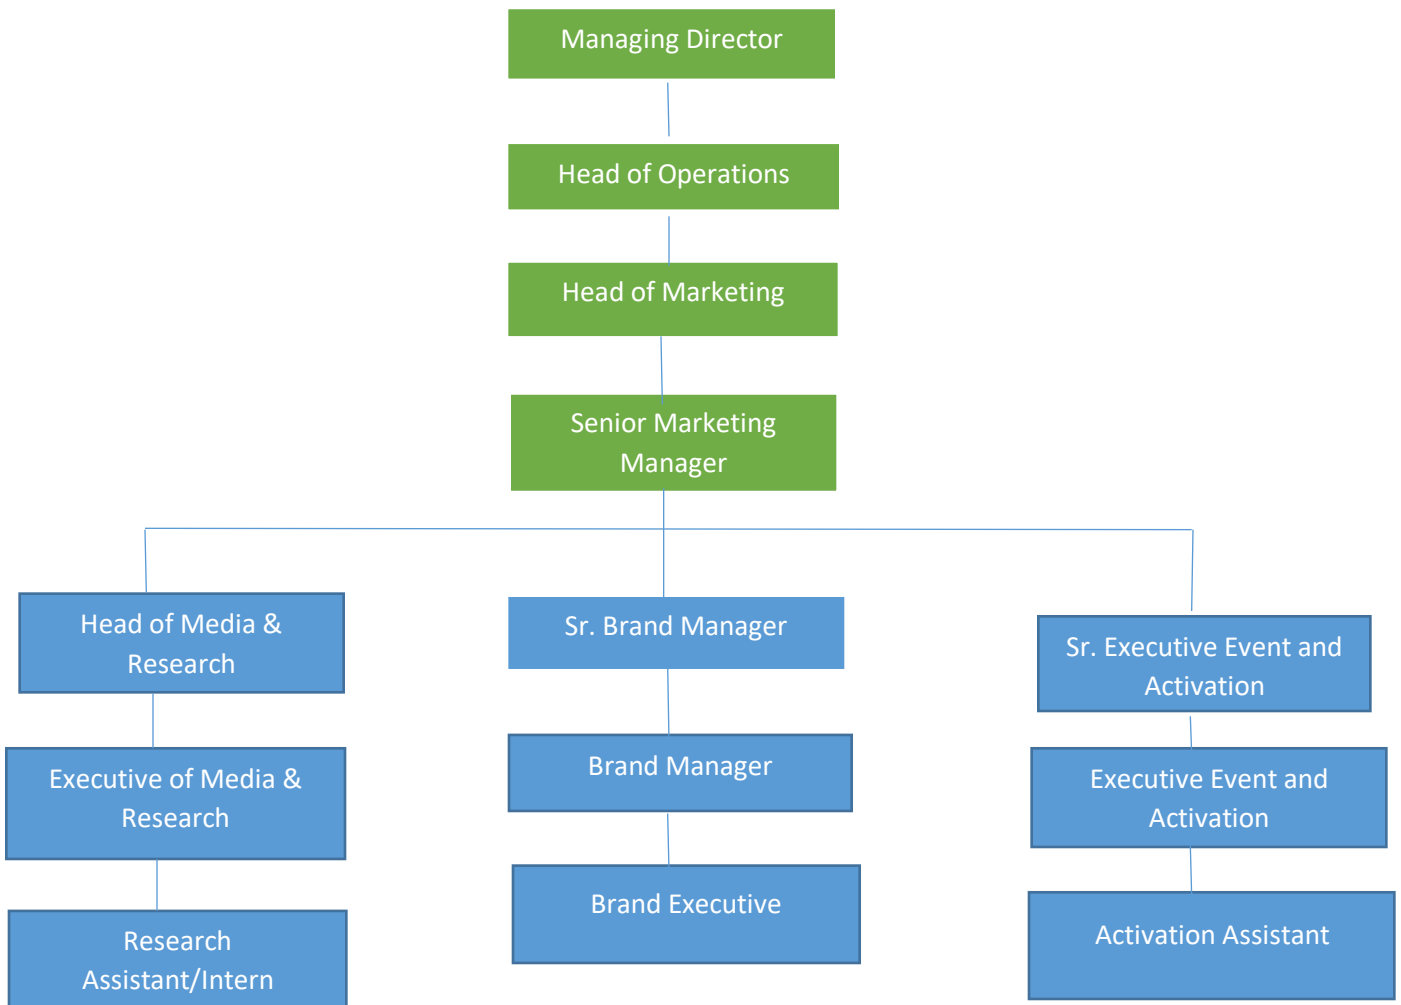 Managing Director
Head of Operations
Head of Marketing
Senior Marketing
Manager
Head of Media &
Research
Sr. Brand Manager
Sr. Executive Event and
Activation
Executive of Media &
Research
Brand Manager
Executive Event and
Activation
Research
Assistant/Intern
Brand Executive
Activation Assistant